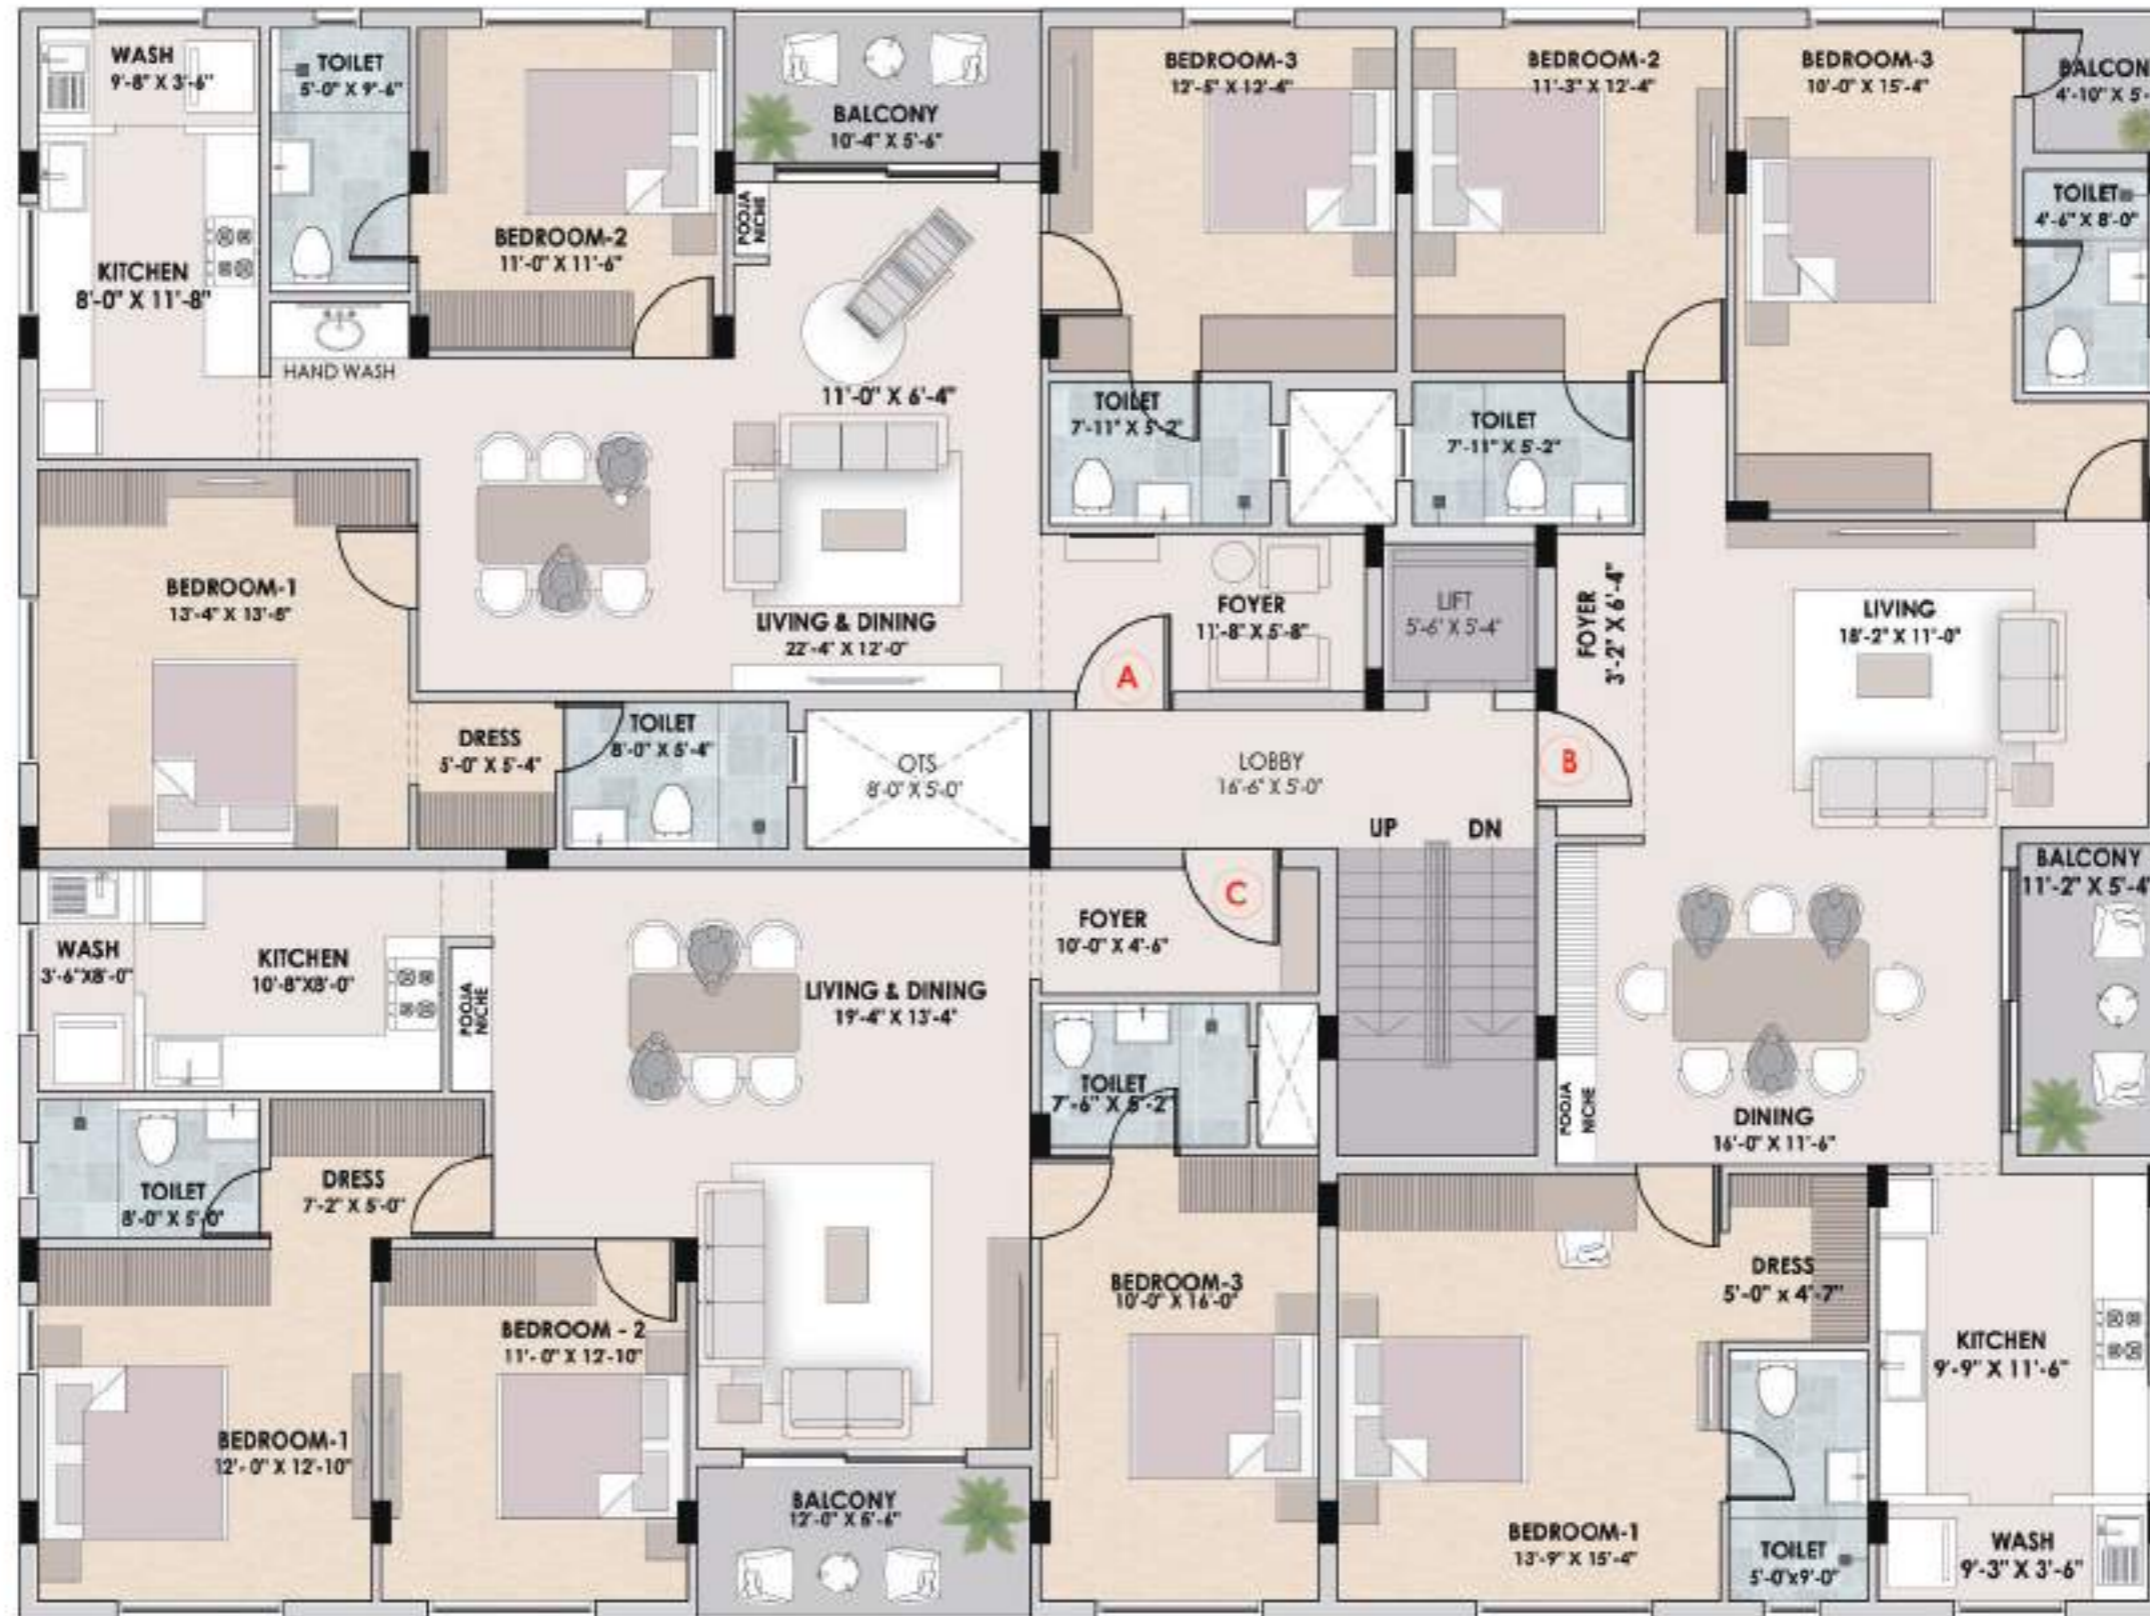 WASH
9'-8" X 3'-6"
TOILET
5'-0" X 9'-6"
BEDROOM-2
11'-0" X 11'-6"
BALCONY
10'-4" X 5'-6"
POOJA
NICHE
BEDROOM-3
12'-5" X 12'-4"
BEDROOM-2
11'-3" X 12'-4"
BEDROOM-3
10'-0" X 15'-4"
BALCON
4'-10" X 5'-
TOILET
4'-6" X 8'-0"
KITCHEN
8'-0" X 11'-8"
HAND WASH
11'-0" X 6'-4"
TOILET
7'-11" X 5'-2"
TOILET
7'-11" X 5'-2"
BEDROOM-1
LIVING & DINING
22'-4" X 12'-0"
FOYER
11'-8" X 5'-8"
A
LIFT
5'-6' X 5'-4"
FOYER
3'-2" X 6'-4"
LIVING
18'-2" X 11'-0"
DRESS
5'-0" X 5'-4"
TOILET
8'-0" X 5'-4"
OTS
8'-0" X 5'-0"
LOBBY
16'-6" X 5'-0"
B
UP
DN
C
FOYER
10'-0" X 4'-6"
BALCONY
11'-2" X 5'-4"
WASH
3'-6"X8'-0"
KITCHEN
10'-8"X8'-0"
POOJA
NICHE
LIVING & DINING
19'-4" X 13'-4"
TOILET
7'-6" X 5'-2"
POOJA
NICHE
DINING
16'-0" X 11'-6"
TOILET
8'-0" X 5'-0"
DRESS
7'-2" X 5'-0"
BEDROOM-3
10'-0" X 16'-0"
DRESS
5'-0" x 4'-7"
BEDROOM - 2
11'- 0" X 12'-10"
KITCHEN
9'-9" X 11'-6"
BEDROOM-1
12'- 0" X 12'-10"
BALCONY
12'-0" X 5'-6"
BEDROOM-1
13'-9" X 15'-4"
TOILET
5'-0'x9'-0"
WASH
9'-3" X 3'-6"